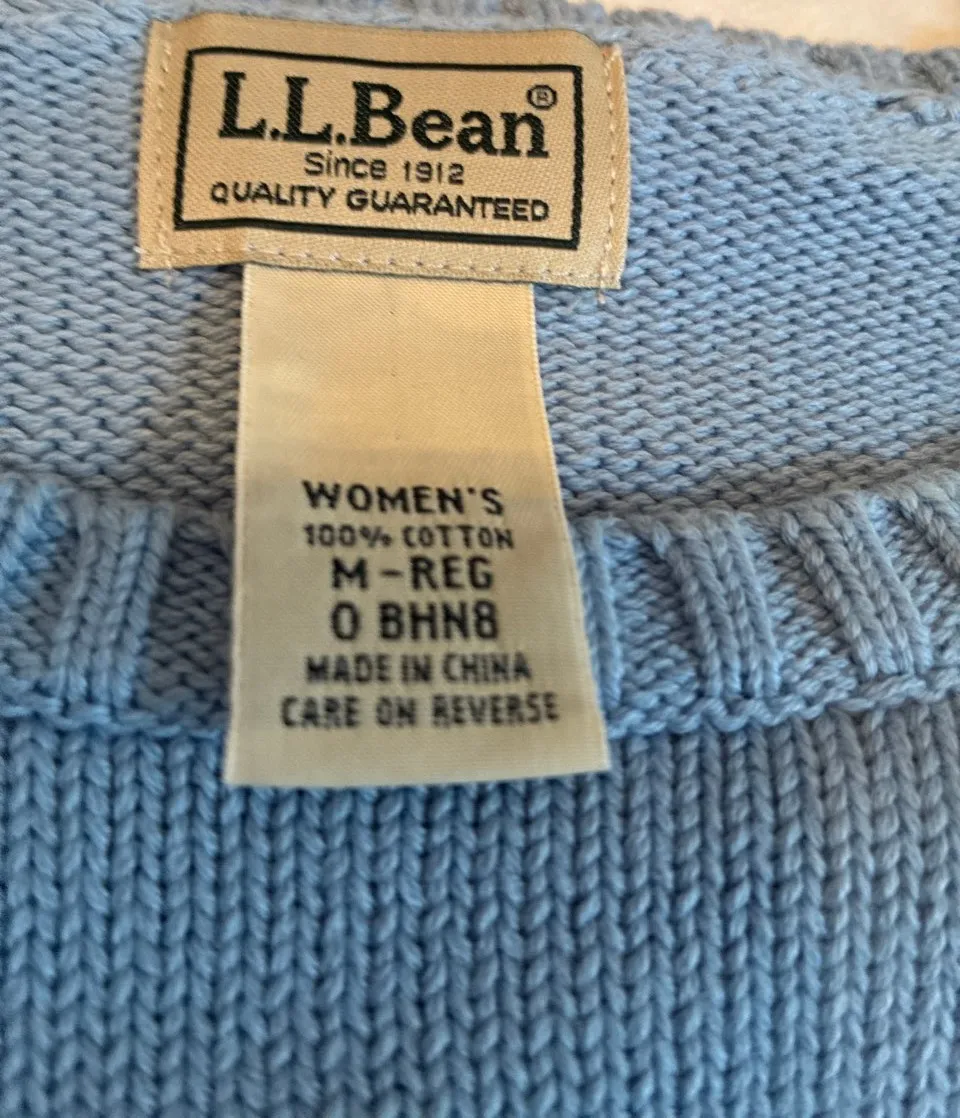 L.L.Bean®
Since 1912
QUALITY GUARANTEED
WOMEN'S
100% COTTON
M-REG
0 BHN8
MADE IN CHINA
CARE ON REVERSE